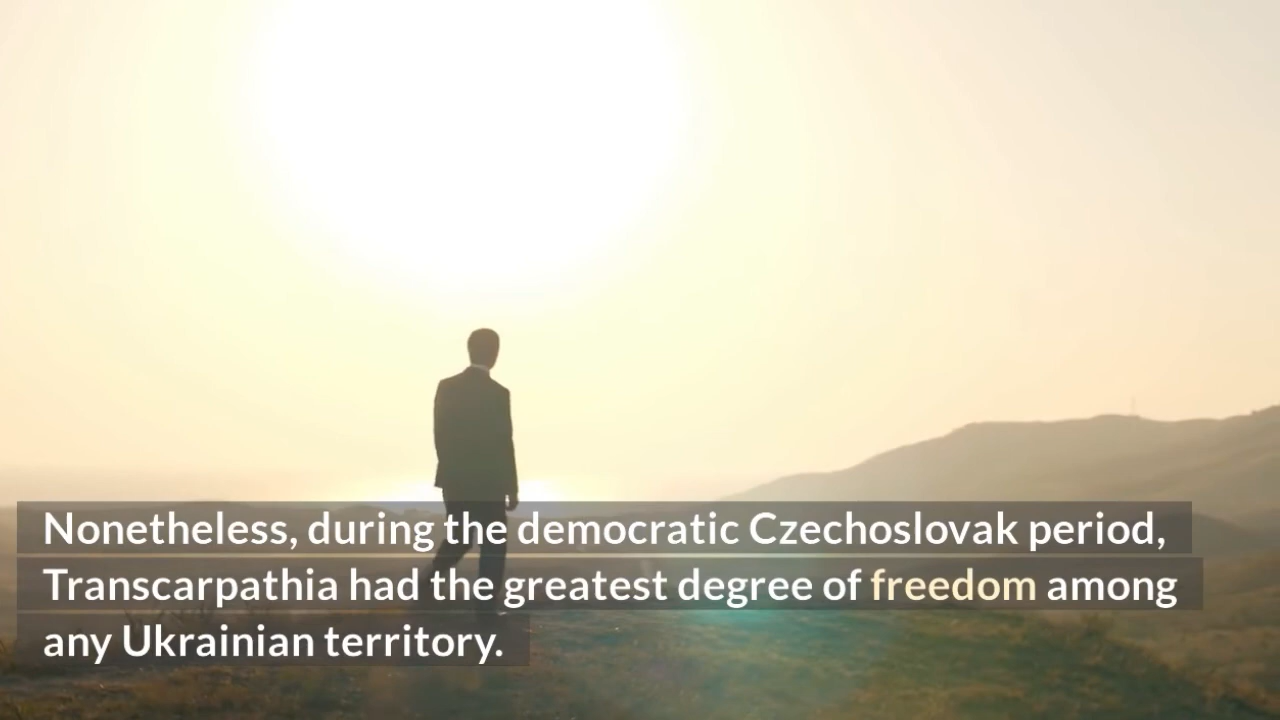 Nonetheless, during the democratic Czechoslovak period,
Transcarpathia had the greatest degree of freedom among
any Ukrainian territory.